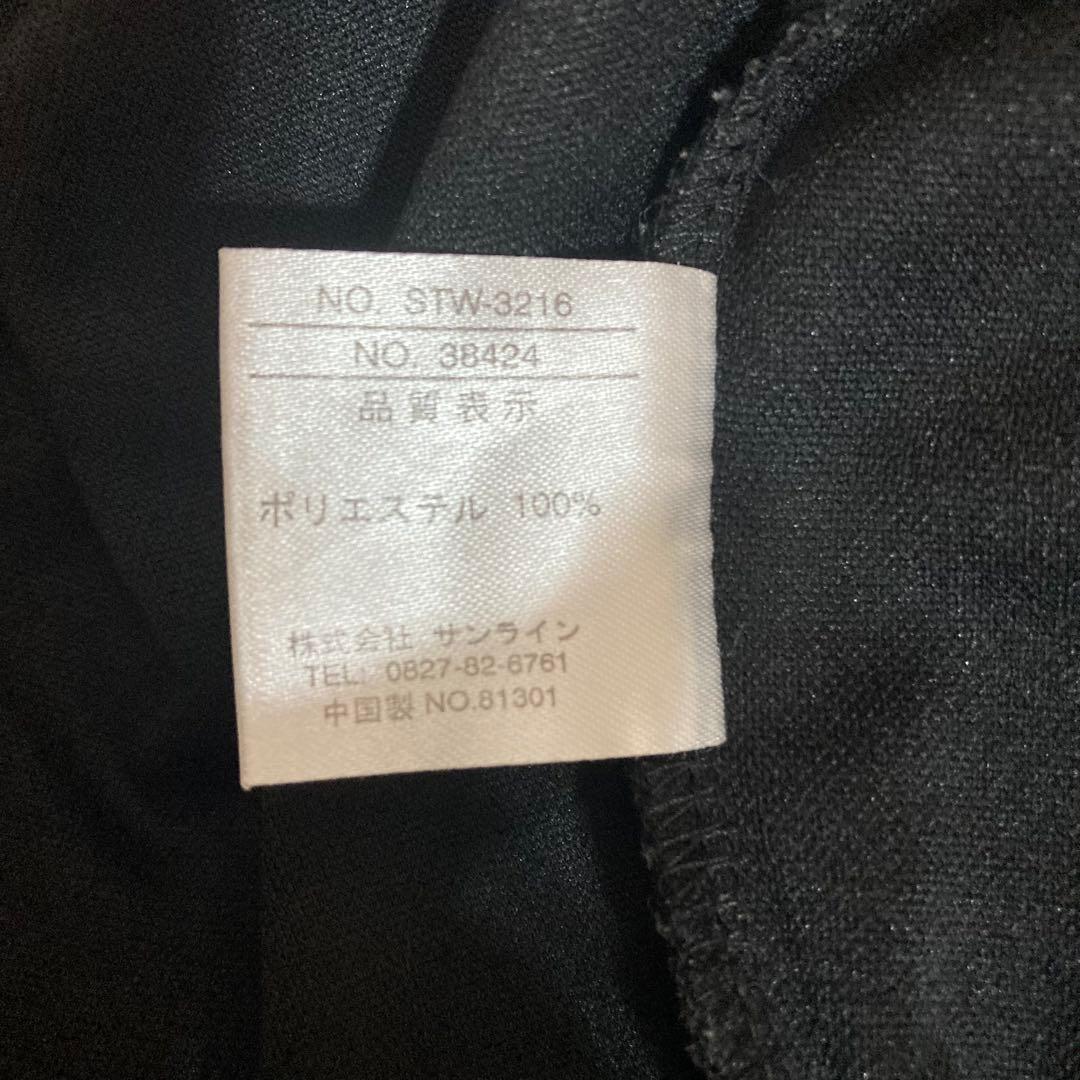 NO. STW-3216
NO. 38424
品質表示
ポリエステル 100%
株式会社 サンライン
TEL: 0827-82-6761
中国製 NO.81301